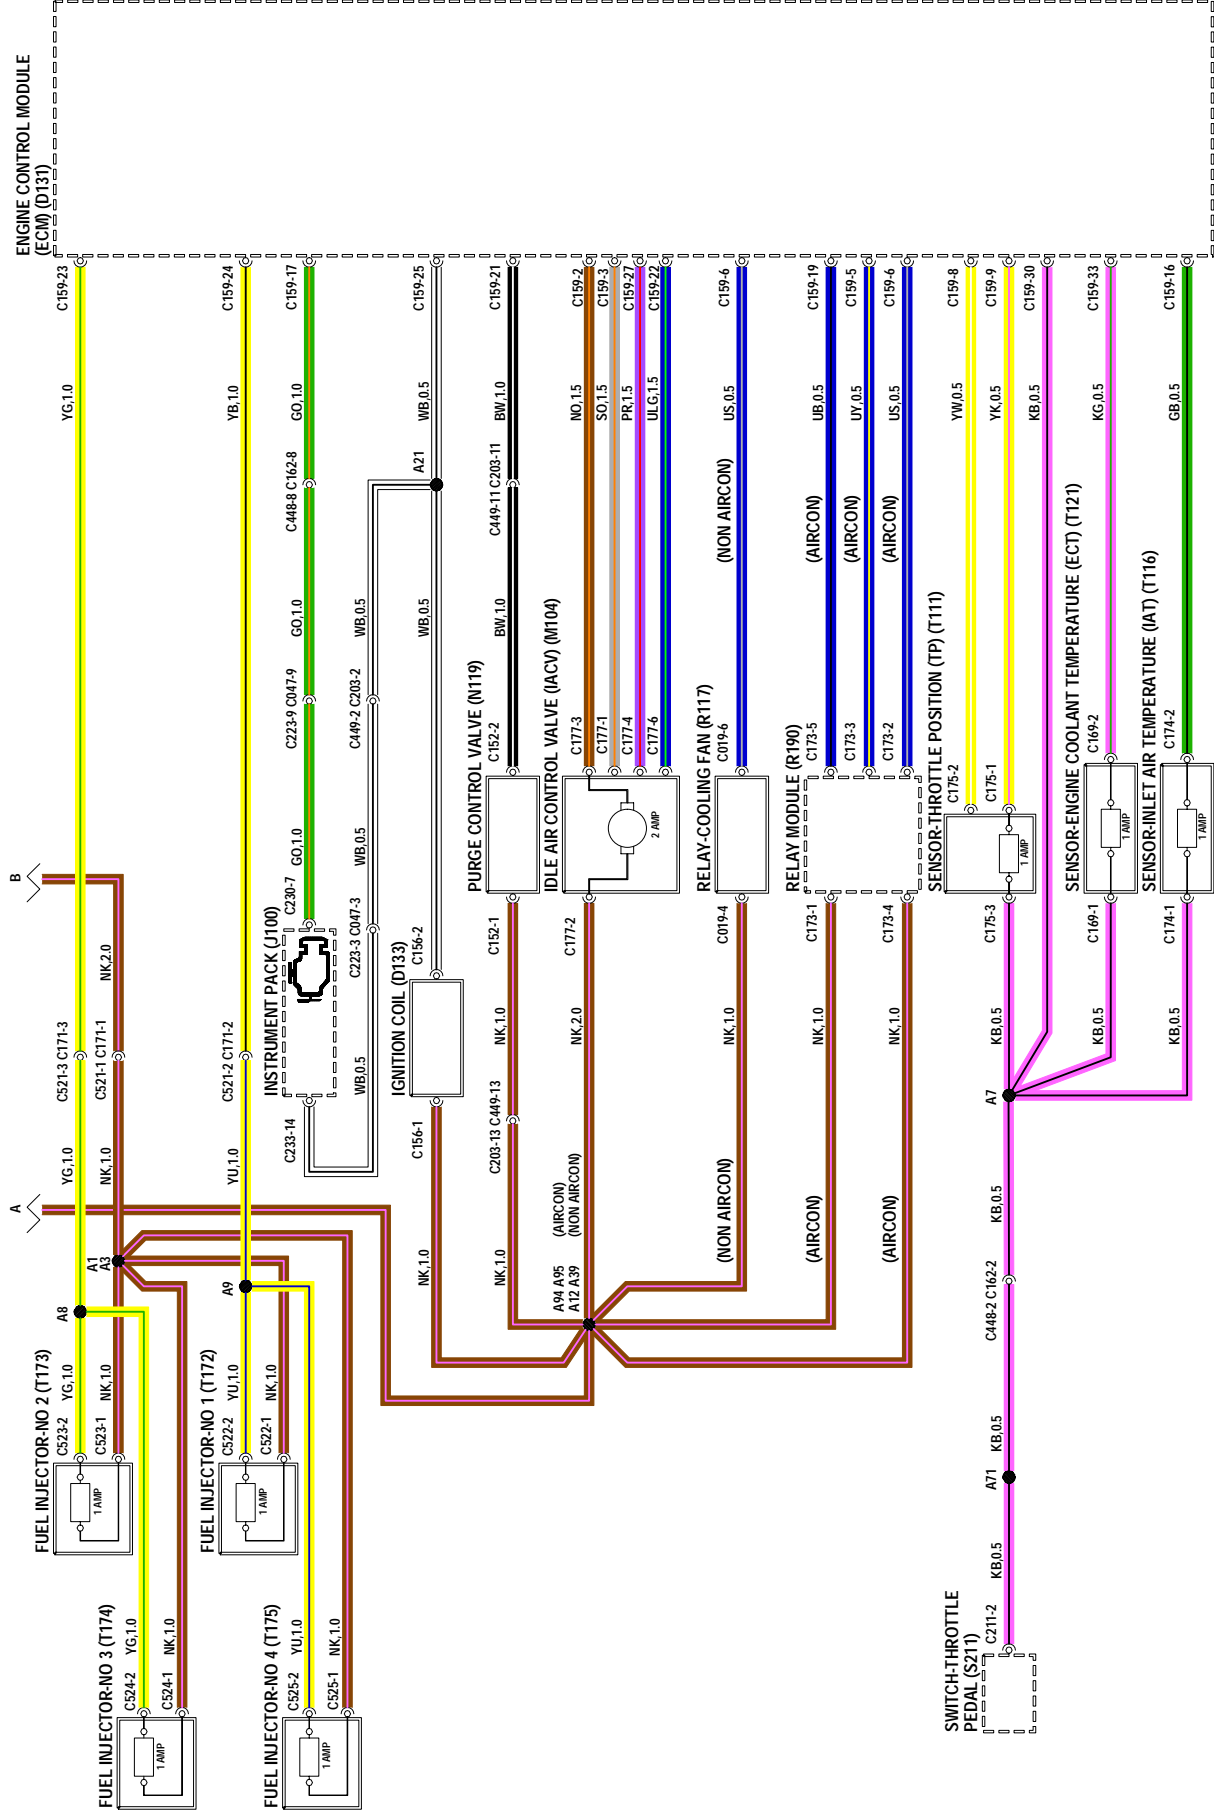 ENGINE CONTROL MODULE
(ECM) (D131)
C159-23
C159-24
C159-17
C159-25
C159-21
C159-2
C159-3
C159-27
C159-22
C159-6
C159-19
C159-5
C159-6
C159-8
C159-9
C159-30
C159-33
C159-16
YG,1.0
YB,1.0
GO,1.0
WB,0.5
BW,1.0
NO,1.5
SO,1.5
PR,1.5
ULG,1.5
US,0.5
UB,0.5
UY,0.5
US,0.5
YW,0.5
YK,0.5
KB,0.5
KG,0.5
GB,0.5
C448-8 C162-8
A21
C449-11 C203-11
(NON AIRCON)
(AIRCON)
(AIRCON)
(AIRCON)
GO,1.0
WB,0.5
WB,0.5
BW,1.0
C223-9 C047-9
C449-2 C203-2
PURGE CONTROL VALVE (N119)
C152-2
IDLE AIR CONTROL VALVE (IACV) (M104)
C177-3
C177-1
C177-4
C177-6
2 AMP
RELAY-COOLING FAN (R117)
C019-6
RELAY MODULE (R190)
C173-5
C173-3
C173-2
SENSOR-THROTTLE POSITION (TP) (T111)
C175-2
C175-1
1 AMP
SENSOR-ENGINE COOLANT TEMPERATURE (ECT) (T121)
C169-2
1 AMP
SENSOR-INLET AIR TEMPERATURE (IAT) (T116)
C174-2
1 AMP
B
GO,1.0
WB,0.5
C230-7
INSTRUMENT PACK (J100)
C223-3 C047-3
C156-2
IGNITION COIL (D133)
C152-1
C177-2
C019-4
C173-1
C173-4
C175-3
C169-1
C174-1
NK,2.0
C521-3 C171-3
C521-1 C171-1
C521-2 C171-2
WB,0.5
NK,1.0
NK,2.0
NK,1.0
NK,1.0
NK,1.0
KB,0.5
KB,0.5
KB,0.5
C233-14
C156-1
C203-13 C449-13
A7
A
YG,1.0
NK,1.0
YU,1.0
NK,1.0
NK,1.0
(AIRCON)
(NON AIRCON)
A94 A95
A12 A39
(NON AIRCON)
(AIRCON)
(AIRCON)
KB,0.5
A1
A3
A8
A9
C448-2 C162-2
FUEL INJECTOR-NO 2 (T173)
YG,1.0
NK,1.0
C523-2
C523-1
1 AMP
FUEL INJECTOR-NO 1 (T172)
YU,1.0
NK,1.0
C522-2
C522-1
1 AMP
KB,0.5
A71
KB,0.5
FUEL INJECTOR-NO 3 (T174)
YG,1.0
NK,1.0
C524-2
C524-1
1 AMP
FUEL INJECTOR-NO 4 (T175)
YU,1.0
NK,1.0
C525-2
C525-1
1 AMP
SWITCH-THROTTLE
PEDAL (S211)
C211-2